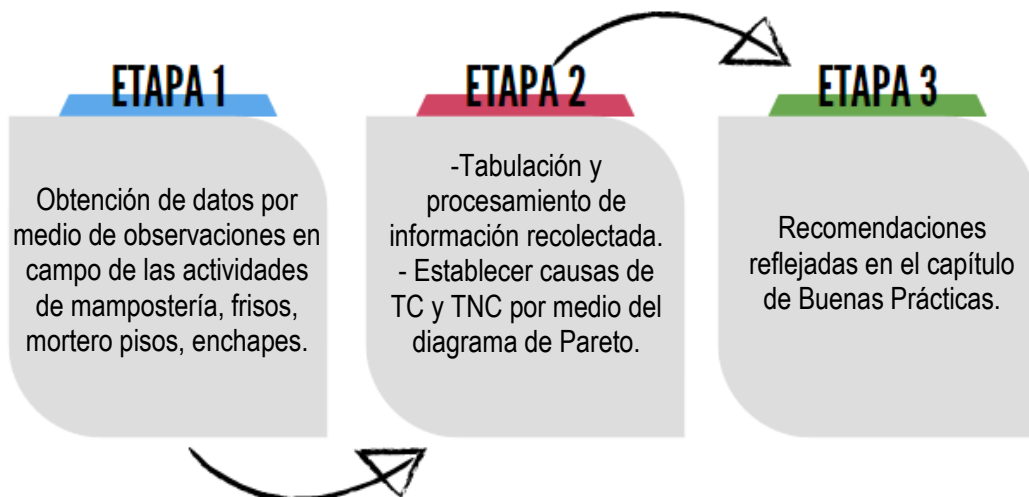 ETAPA 1
Obtención de datos por
medio de observaciones en
campo de las actividades
de mampostería, frisos,
mortero pisos, enchapes.
ETAPA 2
-Tabulación y
procesamiento de
información recolectada.
- Establecer causas de
TC y TNC por medio del
diagrama de Pareto.
ETAPA 3
Recomendaciones
reflejadas en el capítulo
de Buenas Prácticas.